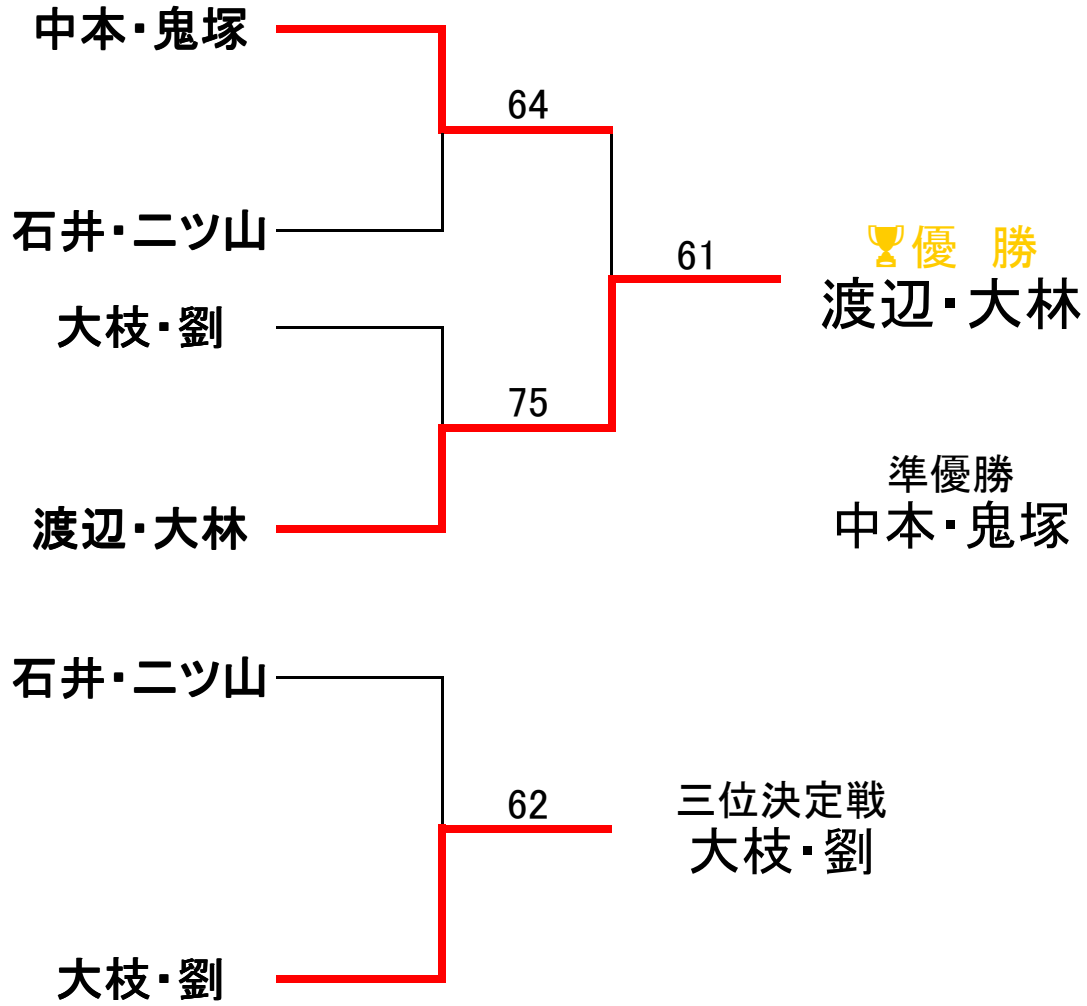 中本・鬼塚
64
石井・二ツ山
61
🏆優　勝
渡辺・大林
大枝・劉
75
準優勝
中本・鬼塚
渡辺・大林
石井・二ツ山
62
三位決定戦
大枝・劉
大枝・劉